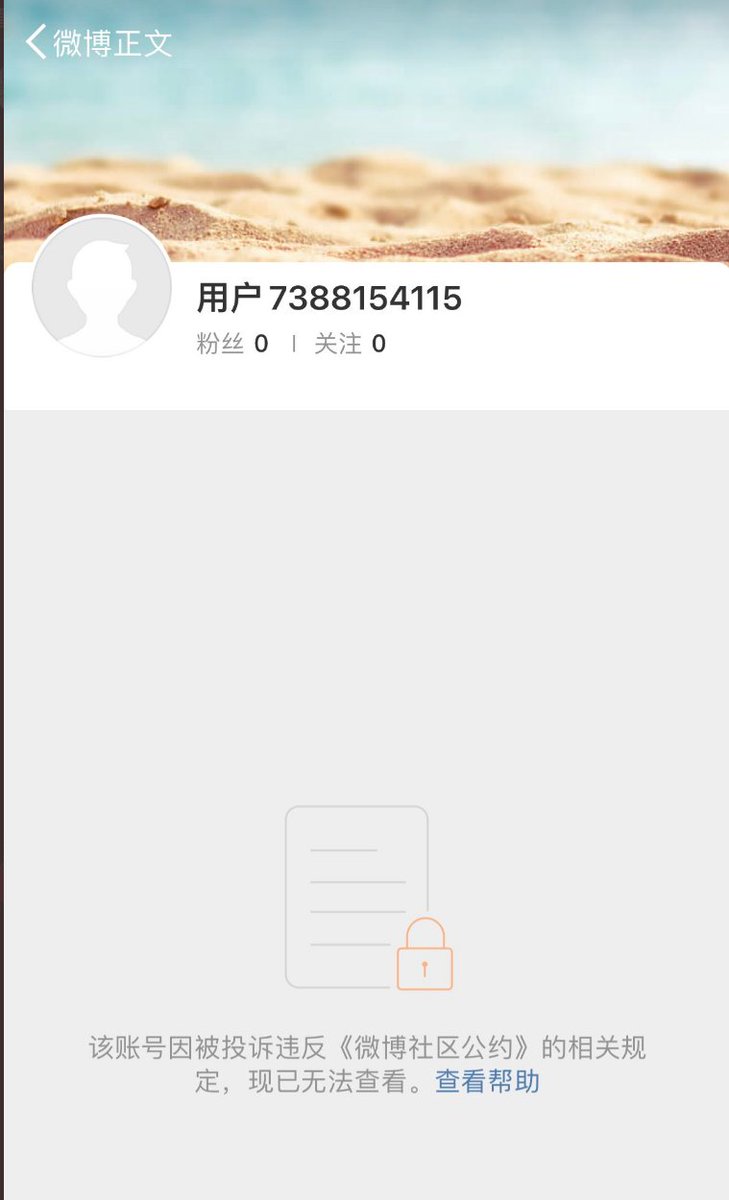 微博正文
用户7388154115
粉丝 0 | 关注 0
该账号因被投诉违反《微博社区公约》的相关规
定，现已无法查看。查看帮助